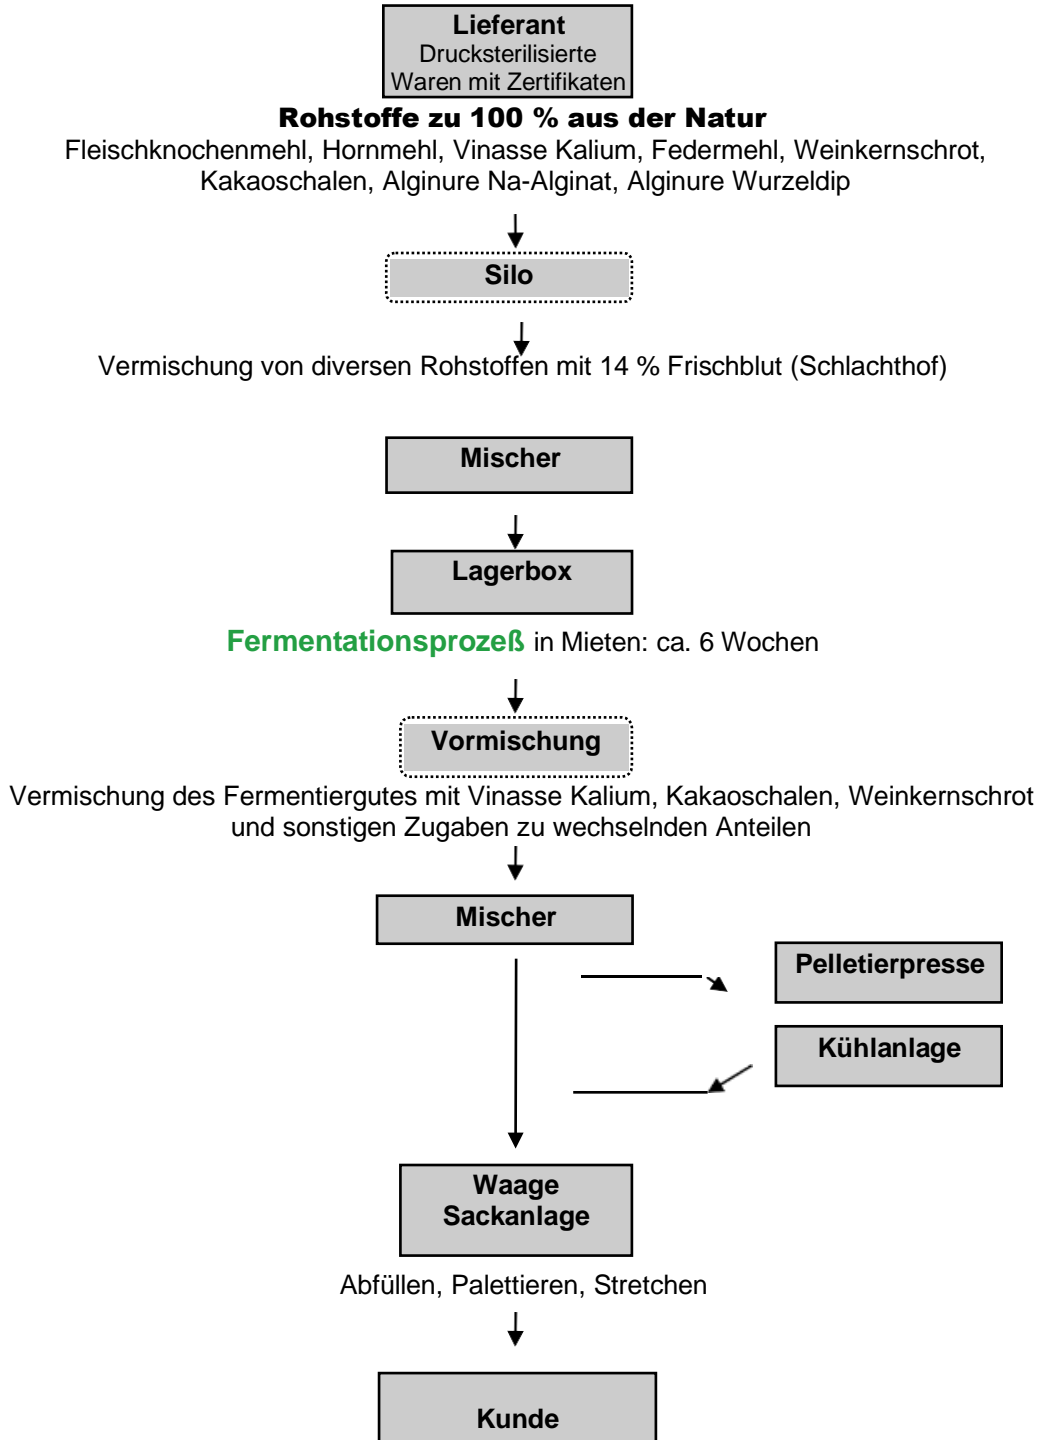 Lieferant
Drucksterilisierte
Waren mit Zertifikaten
Rohstoffe zu 100 % aus der Natur
Fleischknochenmehl, Hornmehl, Vinasse Kalium, Federmehl, Weinkernschrot,
Kakaoschalen, Alginure Na-Alginat, Alginure Wurzeldip
Silo
Vermischung von diversen Rohstoffen mit 14 % Frischblut (Schlachthof)
Mischer
Lagerbox
Fermentationsprozeß in Mieten: ca. 6 Wochen
Vormischung
Vermischung des Fermentiergutes mit Vinasse Kalium, Kakaoschalen, Weinkernschrot
und sonstigen Zugaben zu wechselnden Anteilen
Mischer
Pelletierpresse
Kühlanlage
Waage
Sackanlage
Abfüllen, Palettieren, Stretchen
Kunde